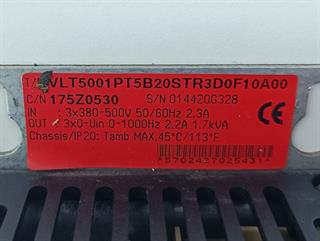 T/C VLT5001PT5B20STR3D0F10A00
C/N 175Z0530 S/N 014420G328
IN : 3x380-500V 50/60Hz 2.3A
OUT : 3x0-Uin 0-1000Hz 2.2A 1.7kVA
Chassis/IP20: Tamb MAX.45°C/113°F
*5702427025431*